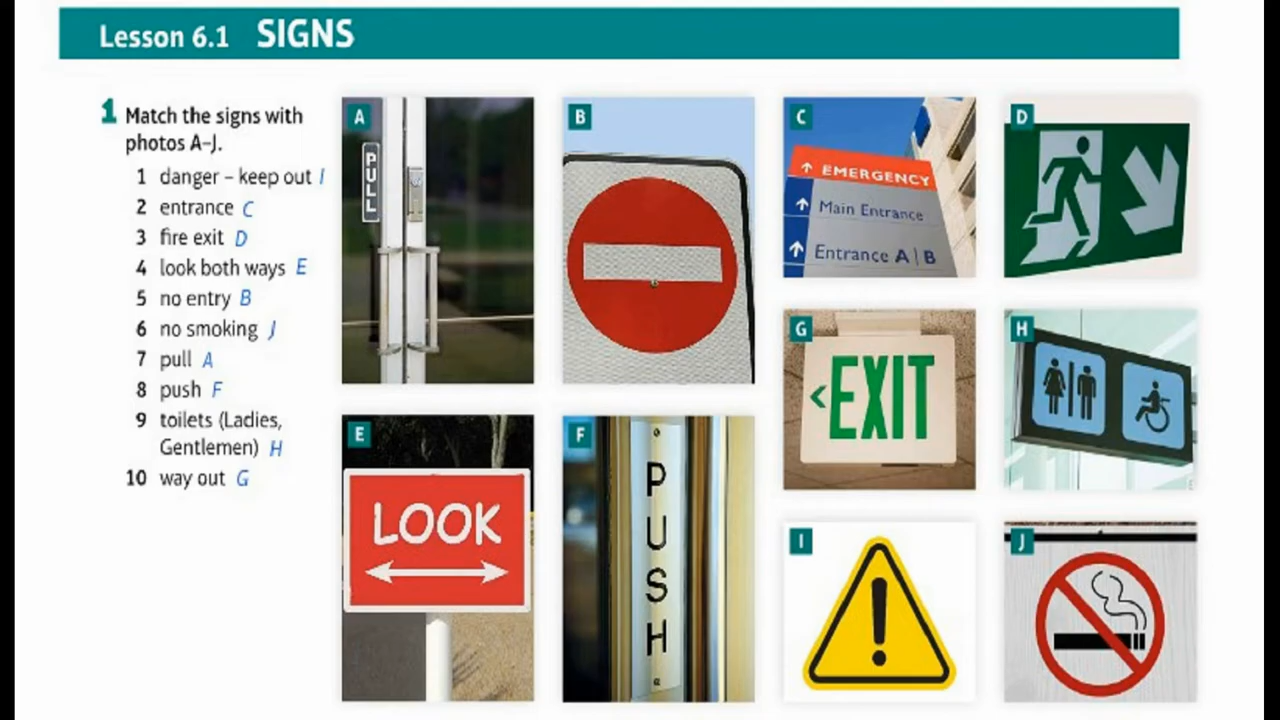 Lesson 6.1 SIGNS
1 Match the signs with
photos A–J.
1 danger – keep out I
2 entrance C
3 fire exit D
4 look both ways E
5 no entry B
6 no smoking J
7 pull A
8 push F
9 toilets (Ladies,
Gentlemen) H
10 way out G
A
PULL
B
C
EMERGENCY
Main Entrance
Entrance A | B
D
E
LOOK
F
PUSH
G
<EXIT
H
I
J